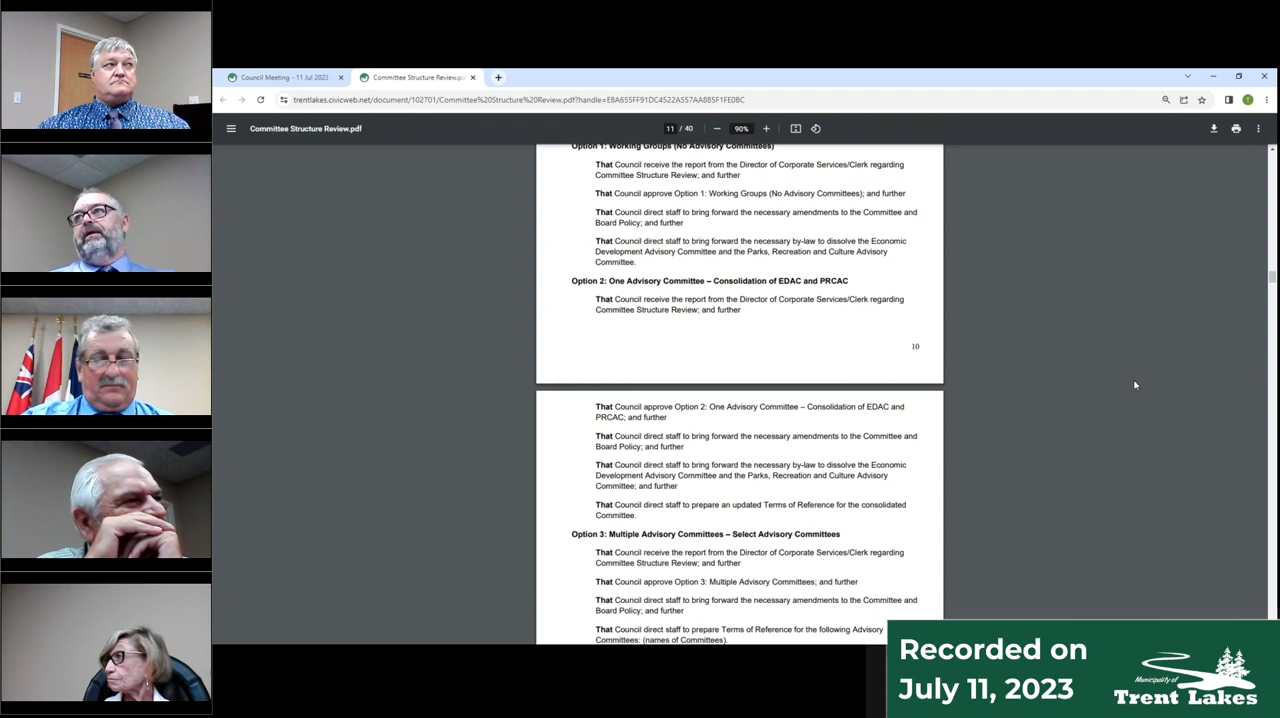 Council Meeting - 11 Jul 2023
Committee Structure Review.pd
trentlakes.civicweb.net/document/102701/Committee%20Structure%20Review.pdf?handle=E8A655FF91DC4522A557AA885F1FE0BC
Committee Structure Review.pdf
11 / 40
90%
Option 1: Working Groups (No Advisory Committees)
That Council receive the report from the Director of Corporate Services/Clerk regarding
Committee Structure Review; and further
That Council approve Option 1: Working Groups (No Advisory Committees); and further
That Council direct staff to bring forward the necessary amendments to the Committee and
Board Policy; and further
That Council direct staff to bring forward the necessary by-law to dissolve the Economic
Development Advisory Committee and the Parks, Recreation and Culture Advisory
Committee.
Option 2: One Advisory Committee – Consolidation of EDAC and PRCAC
That Council receive the report from the Director of Corporate Services/Clerk regarding
Committee Structure Review; and further
10
That Council approve Option 2: One Advisory Committee – Consolidation of EDAC and
PRCAC; and further
That Council direct staff to bring forward the necessary amendments to the Committee and
Board Policy; and further
That Council direct staff to bring forward the necessary by-law to dissolve the Economic
Development Advisory Committee and the Parks, Recreation and Culture Advisory
Committee; and further
That Council direct staff to prepare an updated Terms of Reference for the consolidated
Committee.
Option 3: Multiple Advisory Committees – Select Advisory Committees
That Council receive the report from the Director of Corporate Services/Clerk regarding
Committee Structure Review; and further
That Council approve Option 3: Multiple Advisory Committees; and further
That Council direct staff to bring forward the necessary amendments to the Committee and
Board Policy; and further
That Council direct staff to prepare Terms of Reference for the following Advisory
Committees: (names of Committees).
Recorded on
July 11, 2023
Municipality of
Trent Lakes